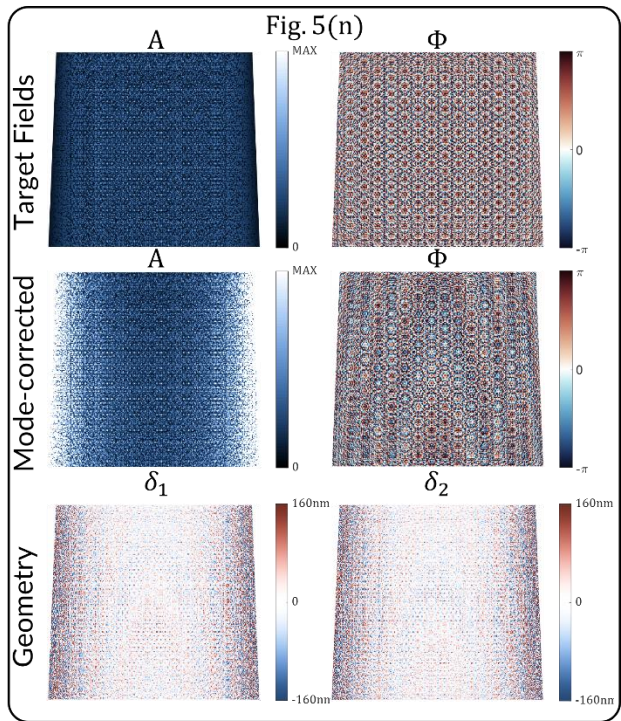 Fig. 5(n)
A
Φ
Target Fields
MAX
0
π
0
-π
A
Φ
Mode-corrected
MAX
0
π
0
-π
δ1
δ2
Geometry
160nm
0
-160nm
160nm
0
-160nm